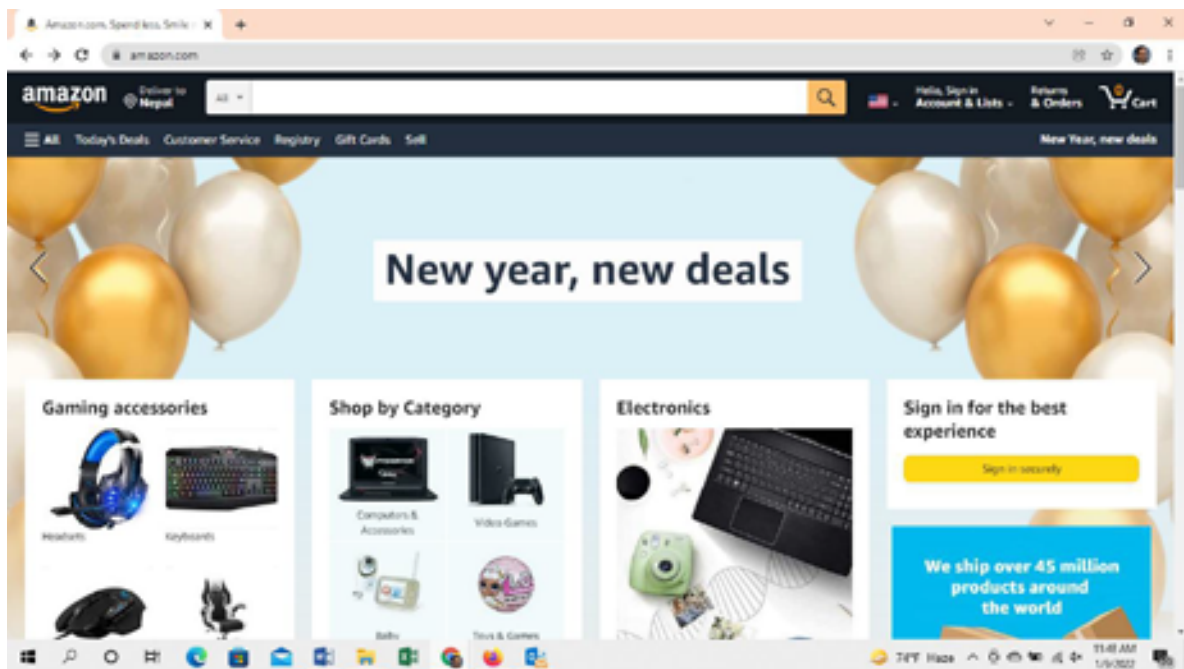 Amazon.com. Spend less. Smile
amazon.com
amazon
Deliver to
Nepal
All
Hello, Sign in
Account & Lists
Returns
& Orders
0
Cart
All
Today's Deals
Customer Service
Registry
Gift Cards
Sell
New Year, new deals
New year, new deals
Gaming accessories
Headsets
Keyboards
Shop by Category
Computers &
Accessories
Video Games
Baby
Toys & Games
Electronics
Sign in for the best
experience
Sign in securely
We ship over 45 million
products around
the world
74°F Haze
11:48 AM